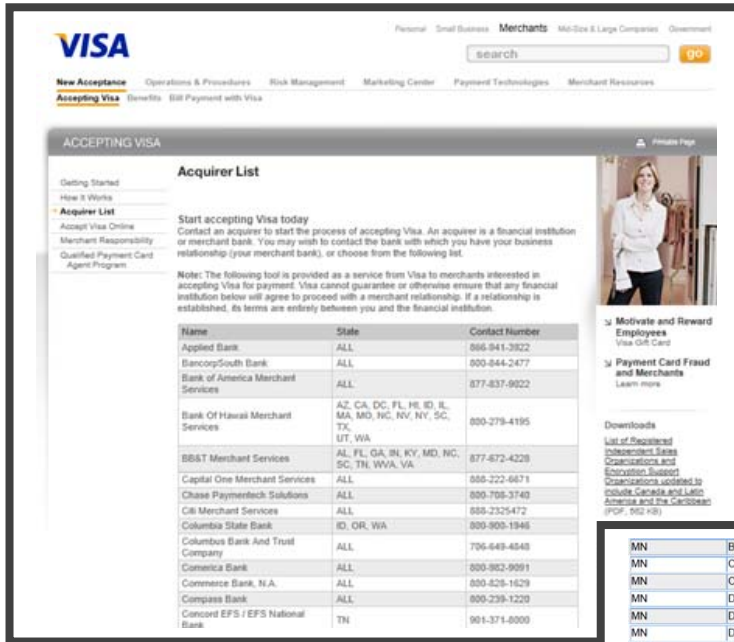 VISA
Personal Small Business Merchants Mid-Size & Large Companies Government
search go
New Acceptance Operations & Procedures Risk Management Marketing Center Payment Technologies Merchant Resources
Accepting Visa Benefits Bill Payment with Visa
ACCEPTING VISA
Printable Page
Getting Started
How It Works
Acquirer List
Accept Visa Online
Merchant Responsibility
Qualified Payment Card
Agent Program
Acquirer List
Start accepting Visa today
Contact an acquirer to start the process of accepting Visa. An acquirer is a financial institution
or merchant bank. You may wish to contact the bank with which you have your business
relationship (your merchant bank), or choose from the following list.
Note: The following tool is provided as a service from Visa to merchants interested in
accepting Visa for payment. Visa cannot guarantee or otherwise ensure that any financial
institution below will agree to proceed with a merchant relationship. If a relationship is
established, its terms are entirely between you and the financial institution.
Name State Contact Number
Applied Bank ALL 866-941-3922
BancorpSouth Bank ALL 800-844-2477
Bank of America Merchant
Services ALL 877-837-9022
Bank Of Hawaii Merchant
Services AZ, CA, DC, FL, HI, ID, IL,
MA, MO, NC, NV, NY, SC,
TX,
UT, WA 800-279-4195
BB&T Merchant Services AL, FL, GA, IN, KY, MD, NC,
SC, TN, WVA, VA 877-672-4228
Capital One Merchant Services ALL 888-222-6671
Chase Paymentech Solutions ALL 800-708-3740
Citi Merchant Services ALL 888-2325472
Columbia State Bank ID, OR, WA 800-900-1946
Columbus Bank And Trust
Company ALL 706-649-4848
Comerica Bank ALL 800-982-9091
Commerce Bank, N.A. ALL 800-828-1629
Compass Bank ALL 800-239-1220
Concord EFS / EFS National
Bank TN 901-371-8000
Motivate and Reward
Employees
Visa Gift Card
Payment Card Fraud
and Merchants
Learn more
Downloads
List of Registered
Independent Sales
Organizations and
Encryption Support
Organizations updated to
include Canada and Latin
America and the Caribbean
(PDF, 562 KB)
MN
MN
MN
MN
MN
MN